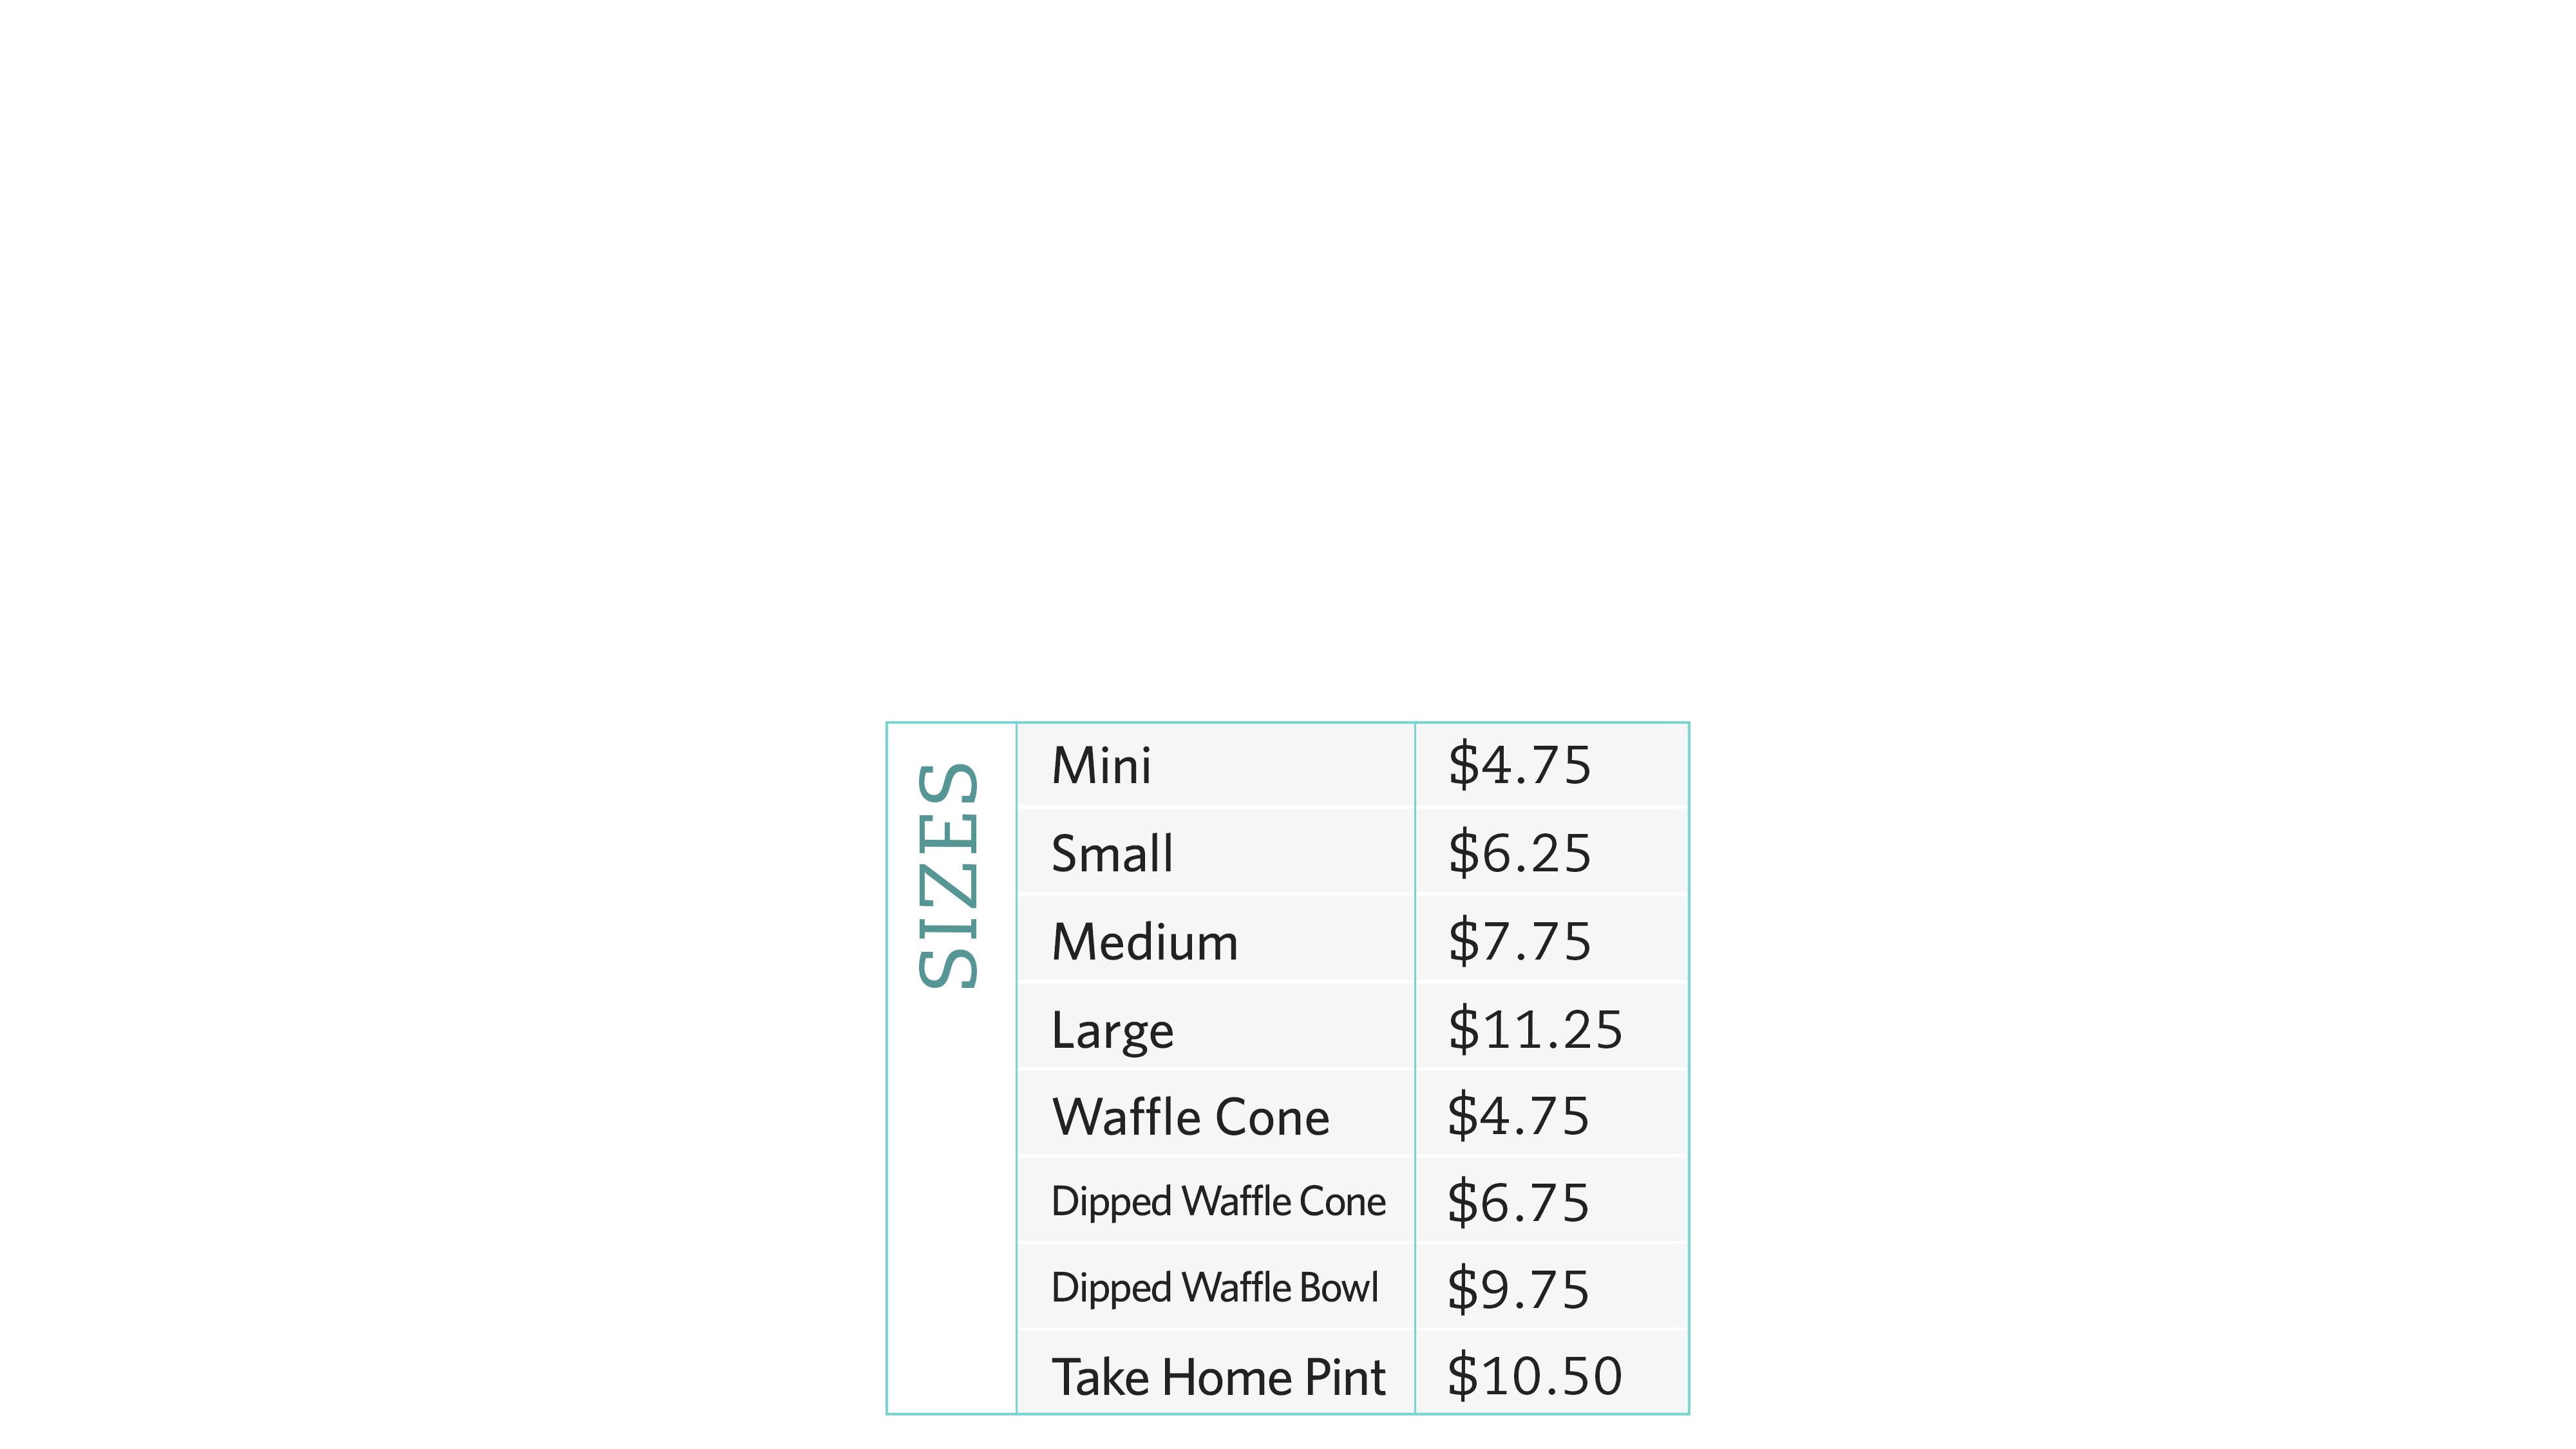 SIZES
Mini $4.75
Small $6.25
Medium $7.75
Large $11.25
Waffle Cone $4.75
Dipped Waffle Cone $6.75
Dipped Waffle Bowl $9.75
Take Home Pint $10.50